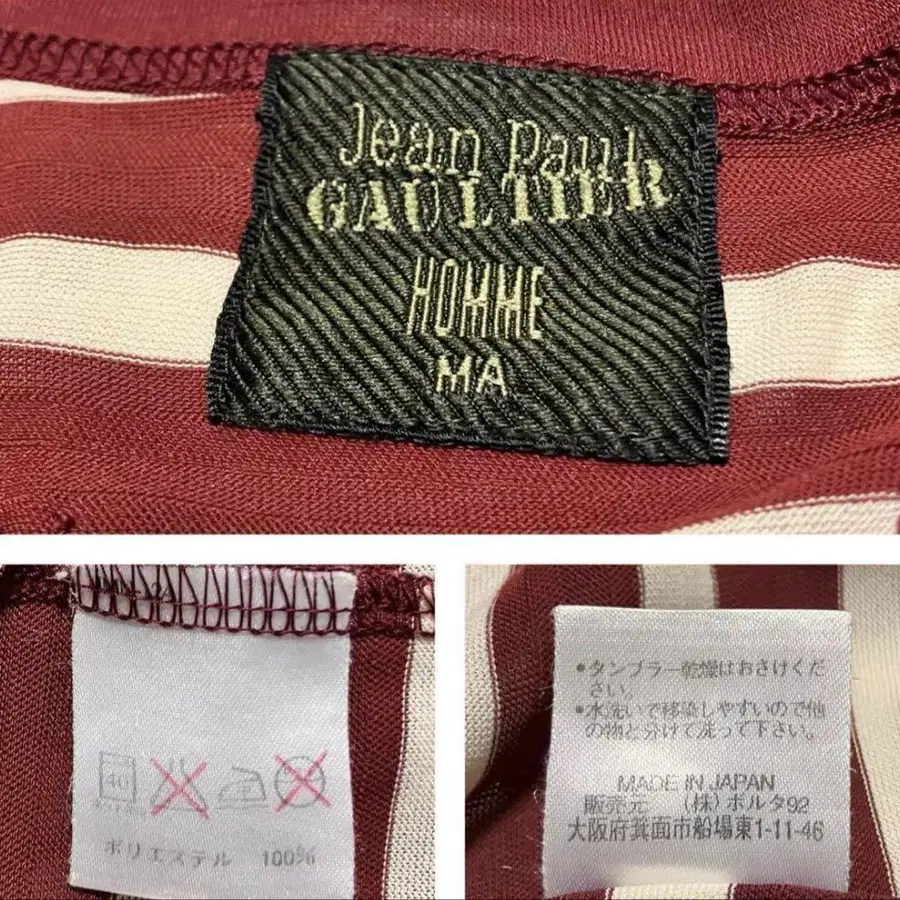 Jean Paul
GAULTIER
HOMME
M/A
40
ポリエステル 100%
•タンブラー乾燥はおさけくだ
さい。
•水洗いで移染しやすいので他
の物と分けて洗って下さい。
MADE IN JAPAN
販売元 (株)ボルタ92
大阪府箕面市船場東1-11-46